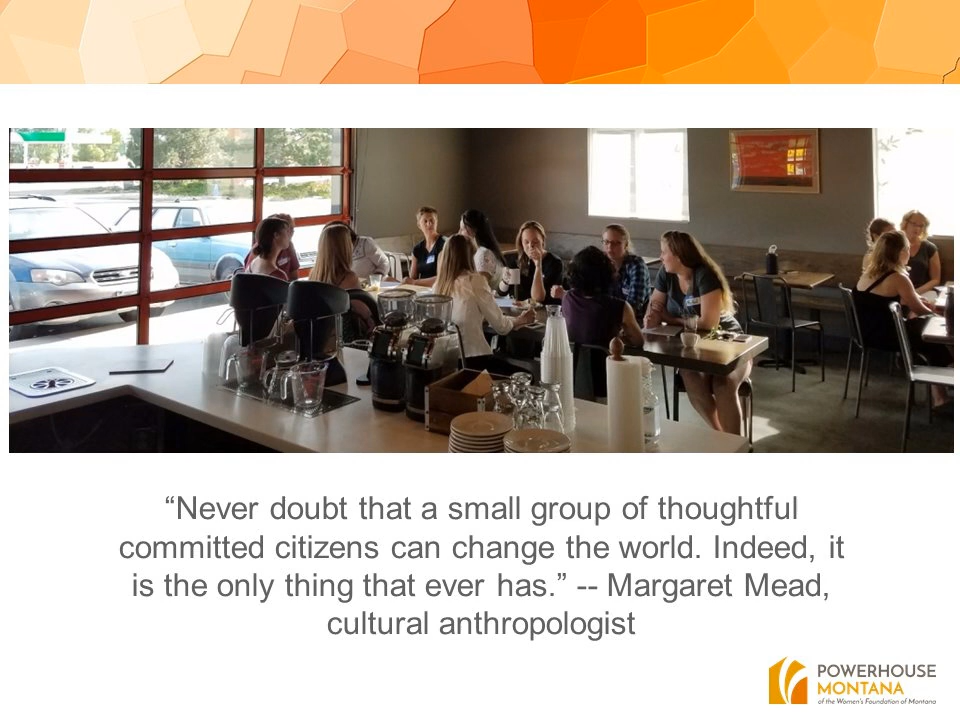 “Never doubt that a small group of thoughtful
committed citizens can change the world. Indeed, it
is the only thing that ever has.” -- Margaret Mead,
cultural anthropologist
POWERHOUSE
MONTANA
of the Women's Foundation of Montana